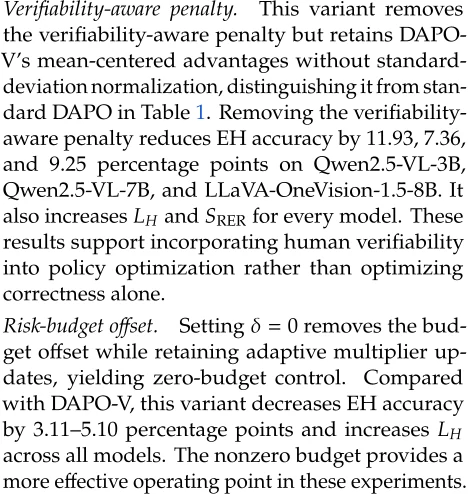 Verifiability-aware penalty. This variant removes
the verifiability-aware penalty but retains DAPO-
V’s mean-centered advantages without standard-
deviation normalization, distinguishing it from stan-
dard DAPO in Table 1. Removing the verifiability-
aware penalty reduces EH accuracy by 11.93, 7.36,
and 9.25 percentage points on Qwen2.5-VL-3B,
Qwen2.5-VL-7B, and LLaVA-OneVision-1.5-8B. It
also increases L_H and S_RER for every model. These
results support incorporating human verifiability
into policy optimization rather than optimizing
correctness alone.
Risk-budget offset. Setting δ = 0 removes the bud-
get offset while retaining adaptive multiplier up-
dates, yielding zero-budget control. Compared
with DAPO-V, this variant decreases EH accuracy
by 3.11–5.10 percentage points and increases L_H
across all models. The nonzero budget provides a
more effective operating point in these experiments.